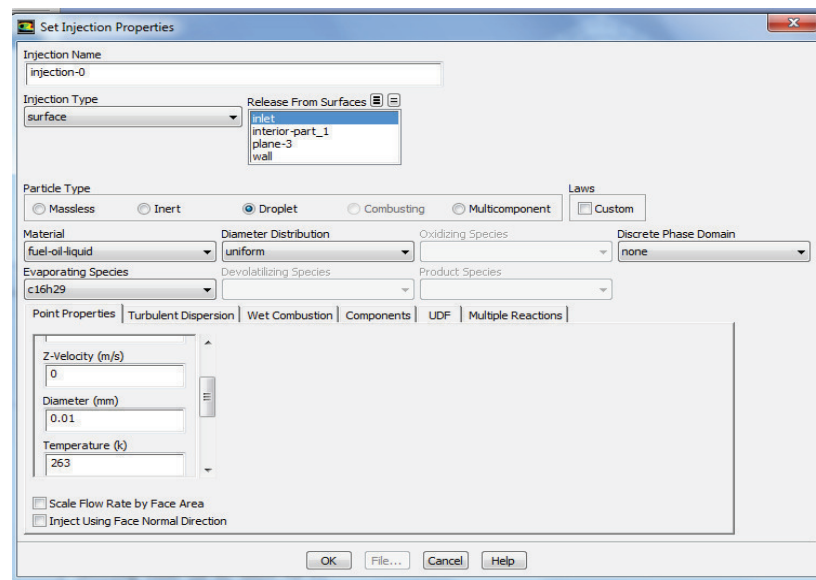 Set Injection Properties
Injection Name
injection-0
Injection Type
Release From Surfaces
surface
inlet
interior-part_1
plane-3
wall
Particle Type
Laws
Massless Inert Droplet Combusting Multicomponent Custom
Material Diameter Distribution Oxidizing Species Discrete Phase Domain
fuel-oil-liquid uniform none
Evaporating Species Devolatilizing Species Product Species
c16h29
Point Properties Turbulent Dispersion Wet Combustion Components UDF Multiple Reactions
Z-Velocity (m/s)
0
Diameter (mm)
0.01
Temperature (k)
263
Scale Flow Rate by Face Area
Inject Using Face Normal Direction
OK File... Cancel Help